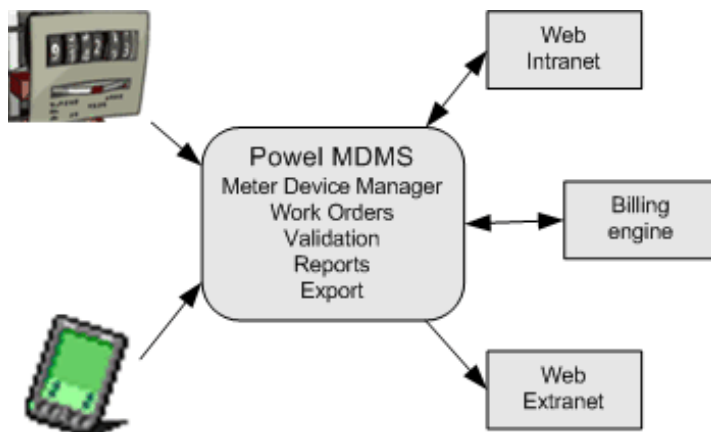 Web
Intranet
Powel MDMS
Meter Device Manager
Work Orders
Validation
Reports
Export
Billing
engine
Web
Extranet